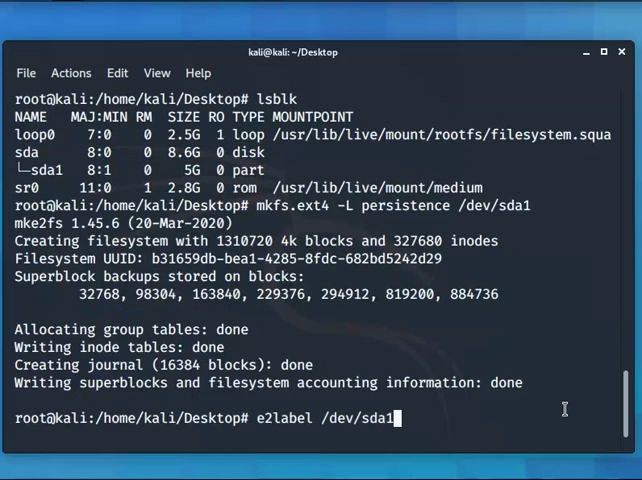 kali@kali: ~/Desktop
File Actions Edit View Help
root@kali:/home/kali/Desktop# lsblk
NAME MAJ:MIN RM SIZE RO TYPE MOUNTPOINT
loop0 7:0 0 2.5G 1 loop /usr/lib/live/mount/rootfs/filesystem.squa
sda 8:0 0 8.6G 0 disk
└─sda1 8:1 0 5G 0 part
sr0 11:0 1 2.8G 0 rom /usr/lib/live/mount/medium
root@kali:/home/kali/Desktop# mkfs.ext4 -L persistence /dev/sda1
mke2fs 1.45.6 (20-Mar-2020)
Creating filesystem with 1310720 4k blocks and 327680 inodes
Filesystem UUID: b31659db-bea1-4285-8fdc-682bd5242d29
Superblock backups stored on blocks:
32768, 98304, 163840, 229376, 294912, 819200, 884736
Allocating group tables: done
Writing inode tables: done
Creating journal (16384 blocks): done
Writing superblocks and filesystem accounting information: done
root@kali:/home/kali/Desktop# e2label /dev/sda1